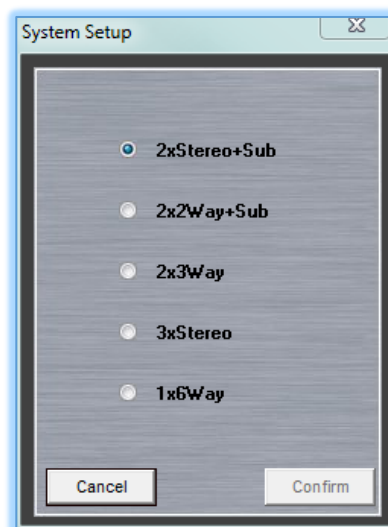 System Setup
2xStereo+Sub
2x2Way+Sub
2x3Way
3xStereo
1x6Way
Cancel
Confirm